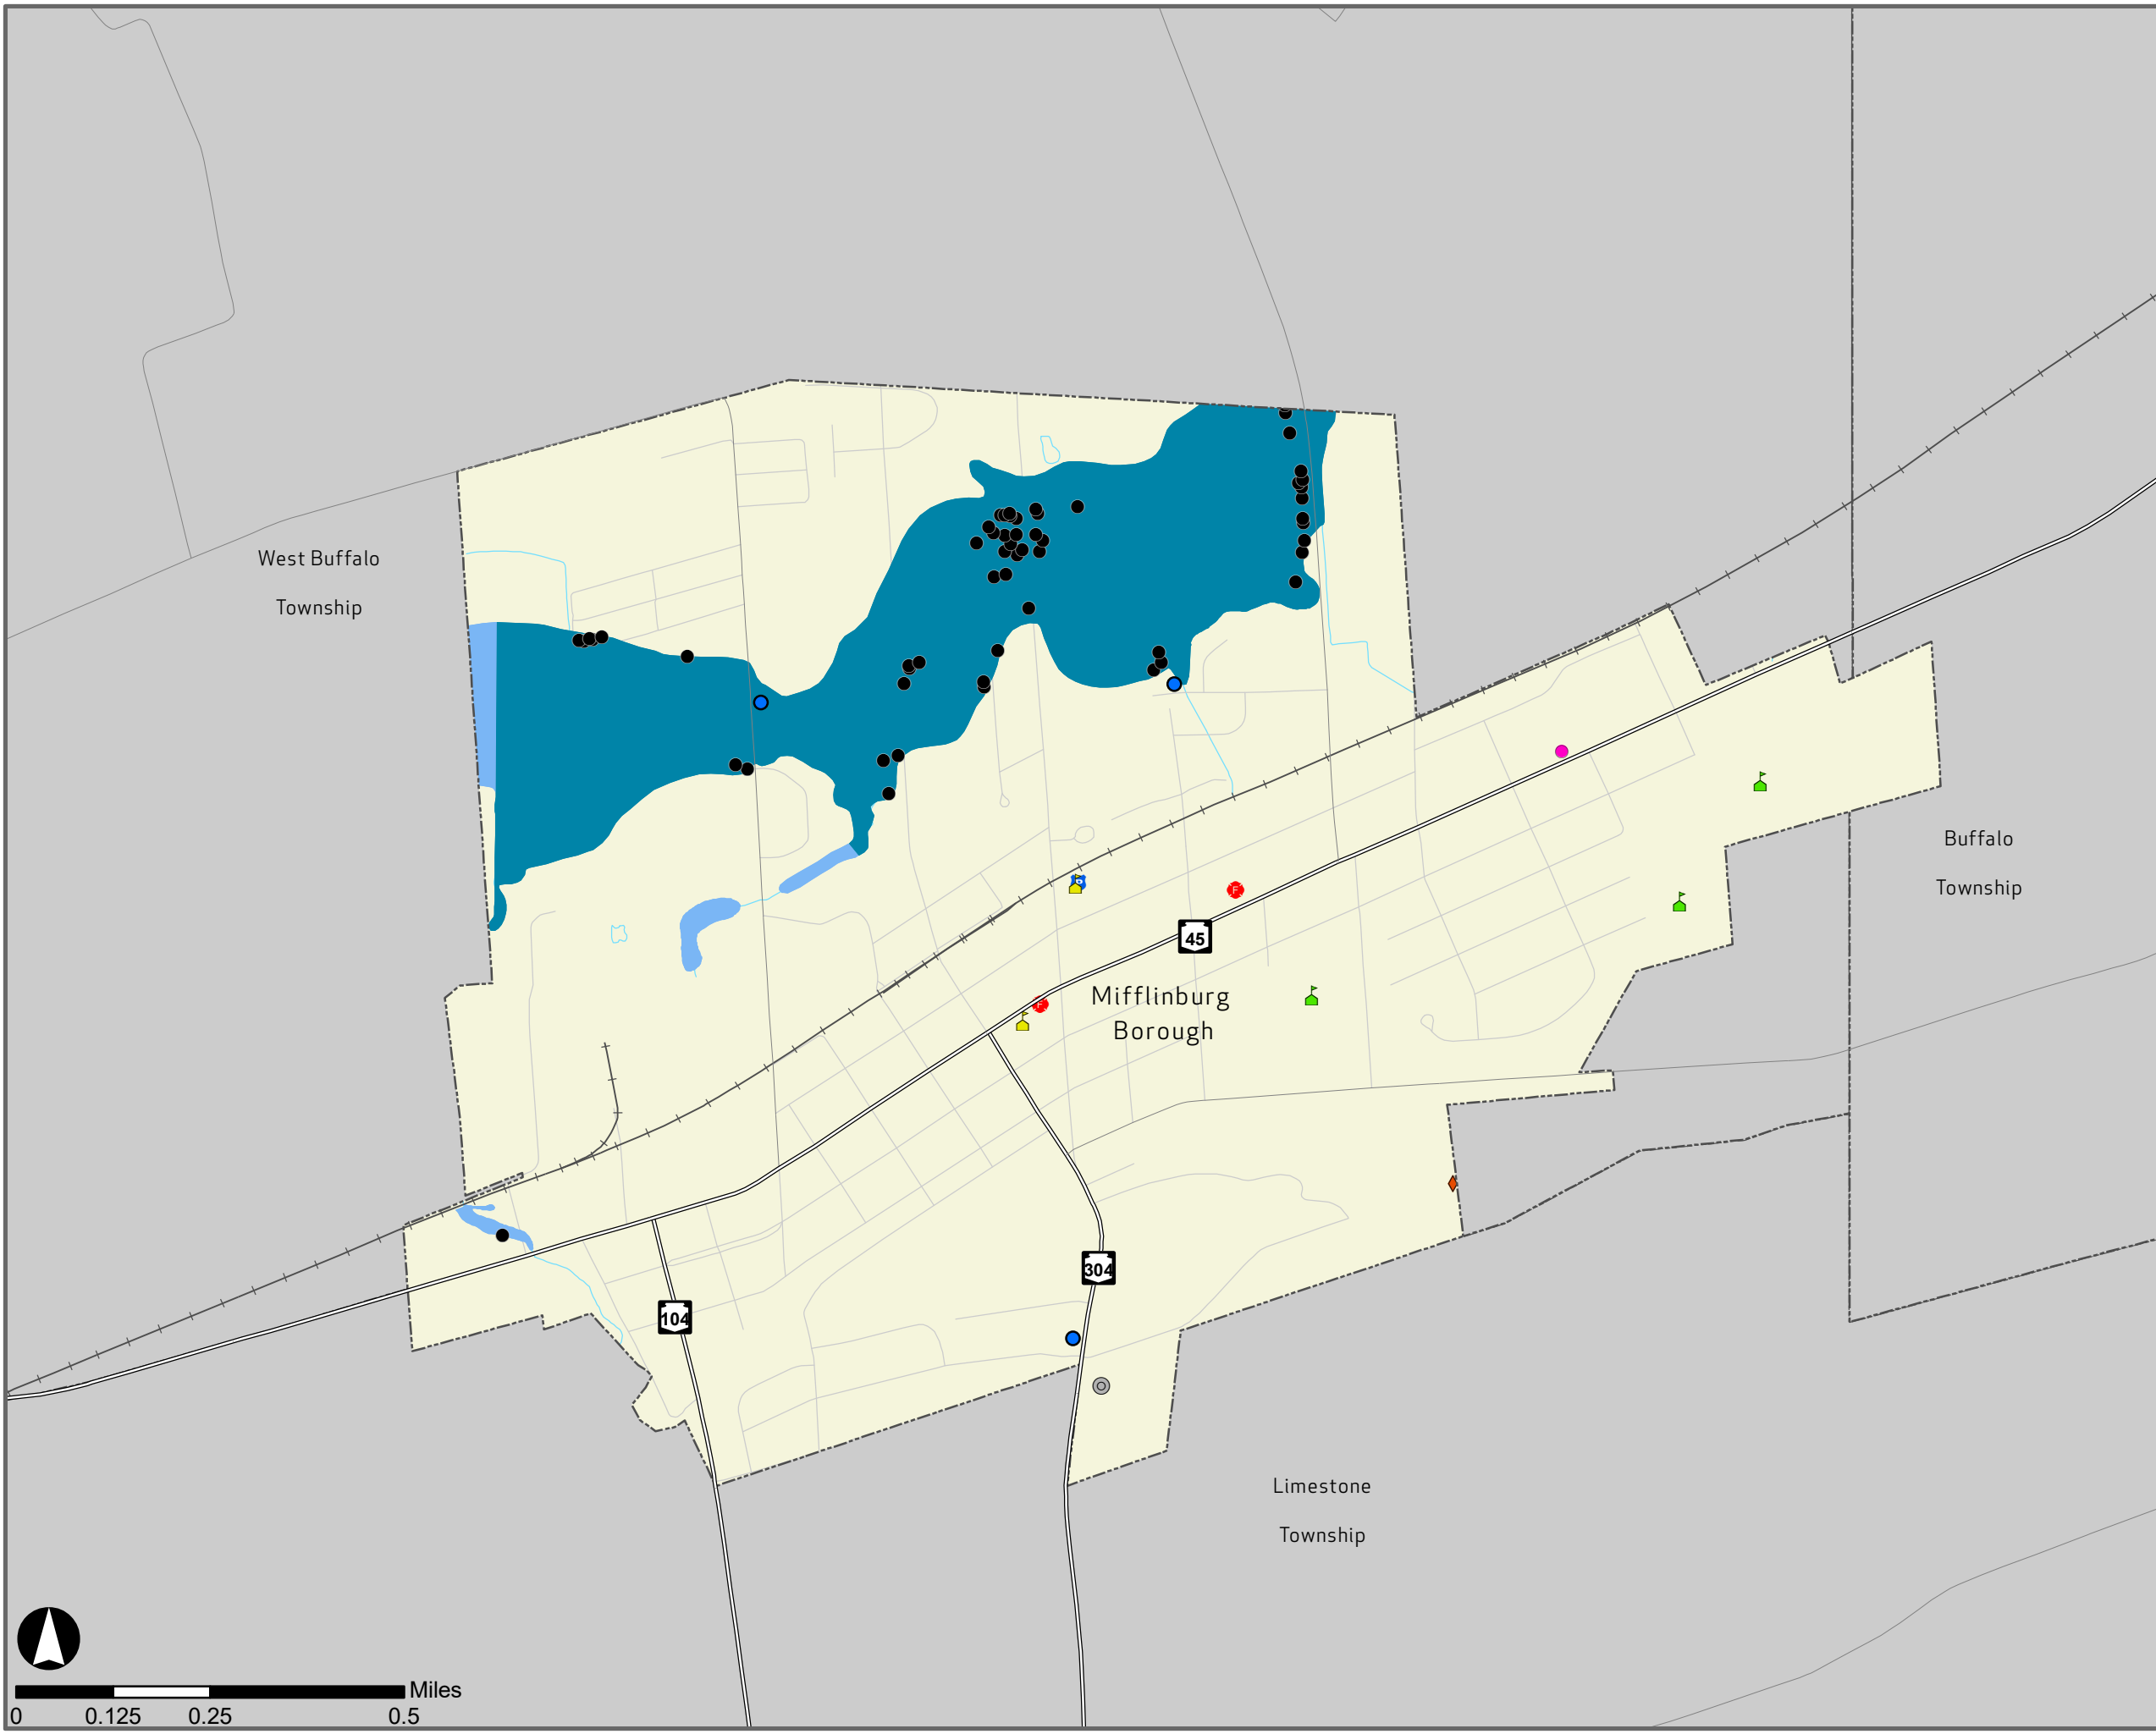 West Buffalo
Township
Buffalo
Township
F
45
Mifflinburg
Borough
F
304
104
Limestone
Township
Miles
0 0.125 0.25 0.5